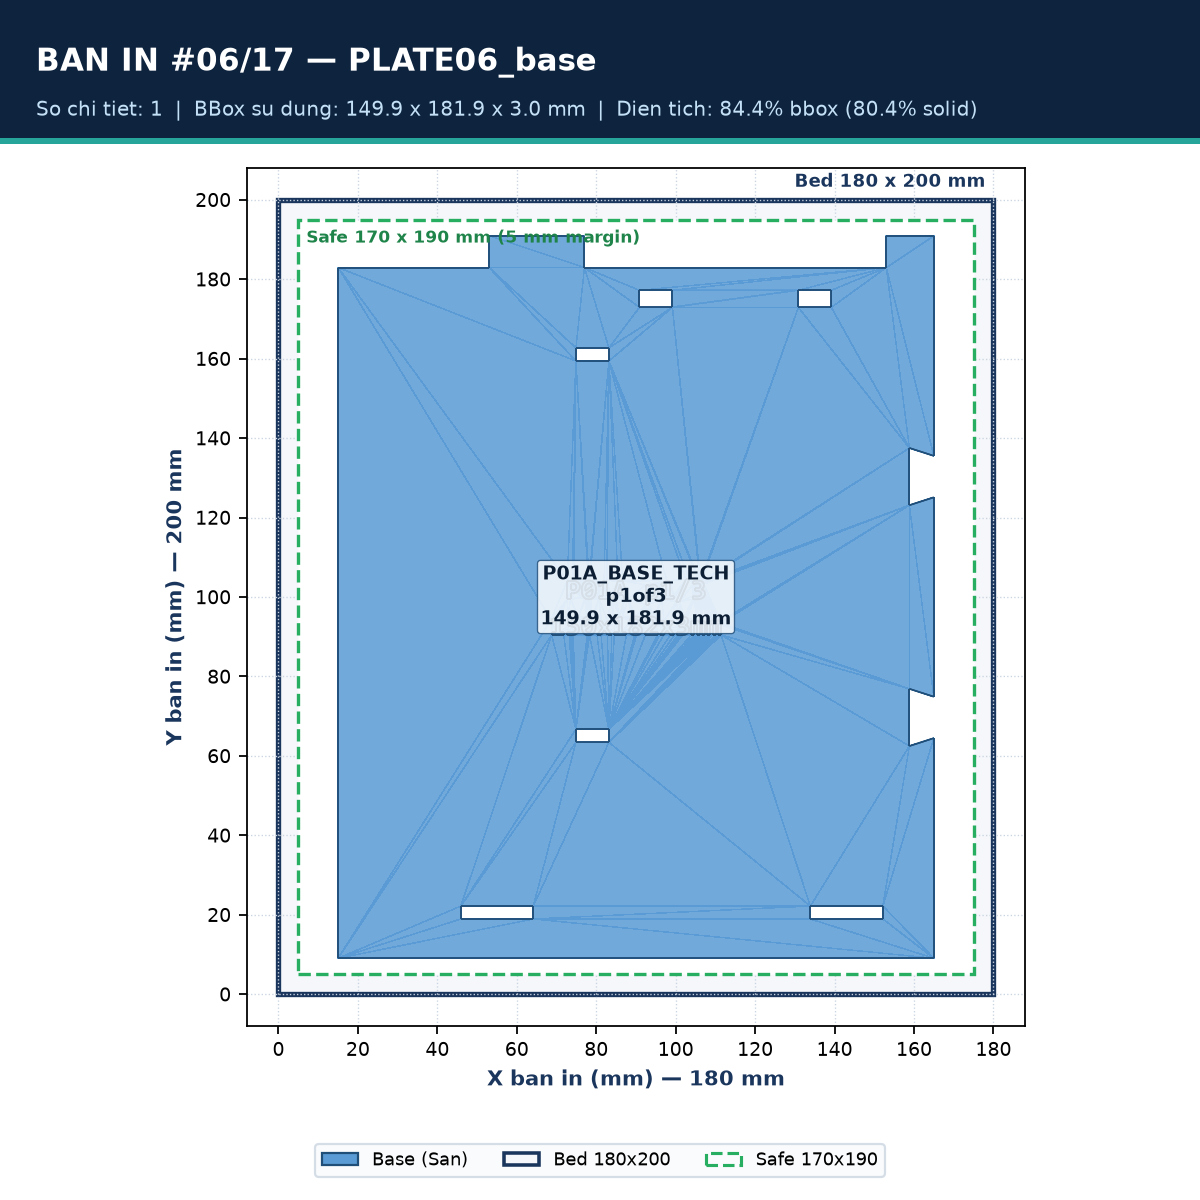 BAN IN #06/17 — PLATE06_base
So chi tiet: 1 | BBox su dung: 149.9 x 181.9 x 3.0 mm | Dien tich: 84.4% bbox (80.4% solid)
Bed 180 x 200 mm
Safe 170 x 190 mm (5 mm margin)
200
180
160
140
120
100
80
60
40
20
0
Y ban in (mm) — 200 mm
P01A_BASE_TECH
p1of3
149.9 x 181.9 mm
0 20 40 60 80 100 120 140 160 180
X ban in (mm) — 180 mm
Base (San) Bed 180x200 Safe 170x190